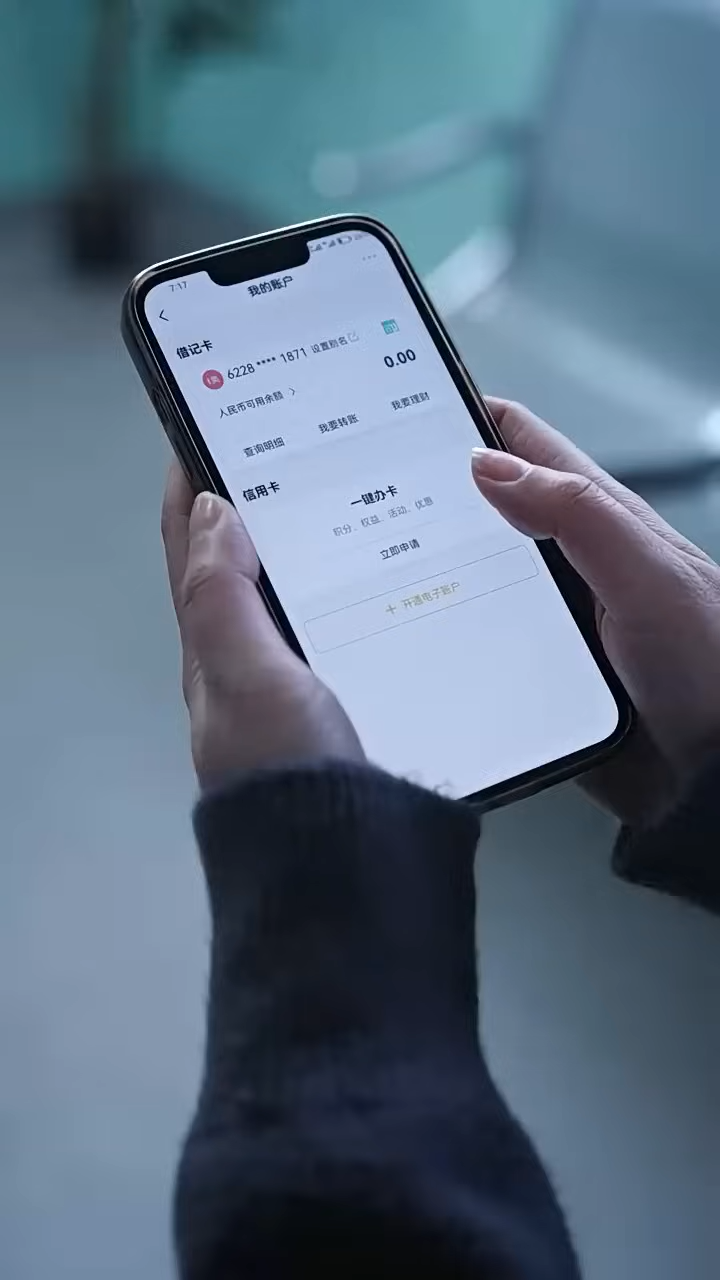 7:17
我的账户
借记卡
6228 **** 1871 设置别名
人民币可用余额 0.00
查询明细 我要转账 我要理财
信用卡
一键办卡
积分、权益、活动、优惠
立即申请
+ 开通电子账户